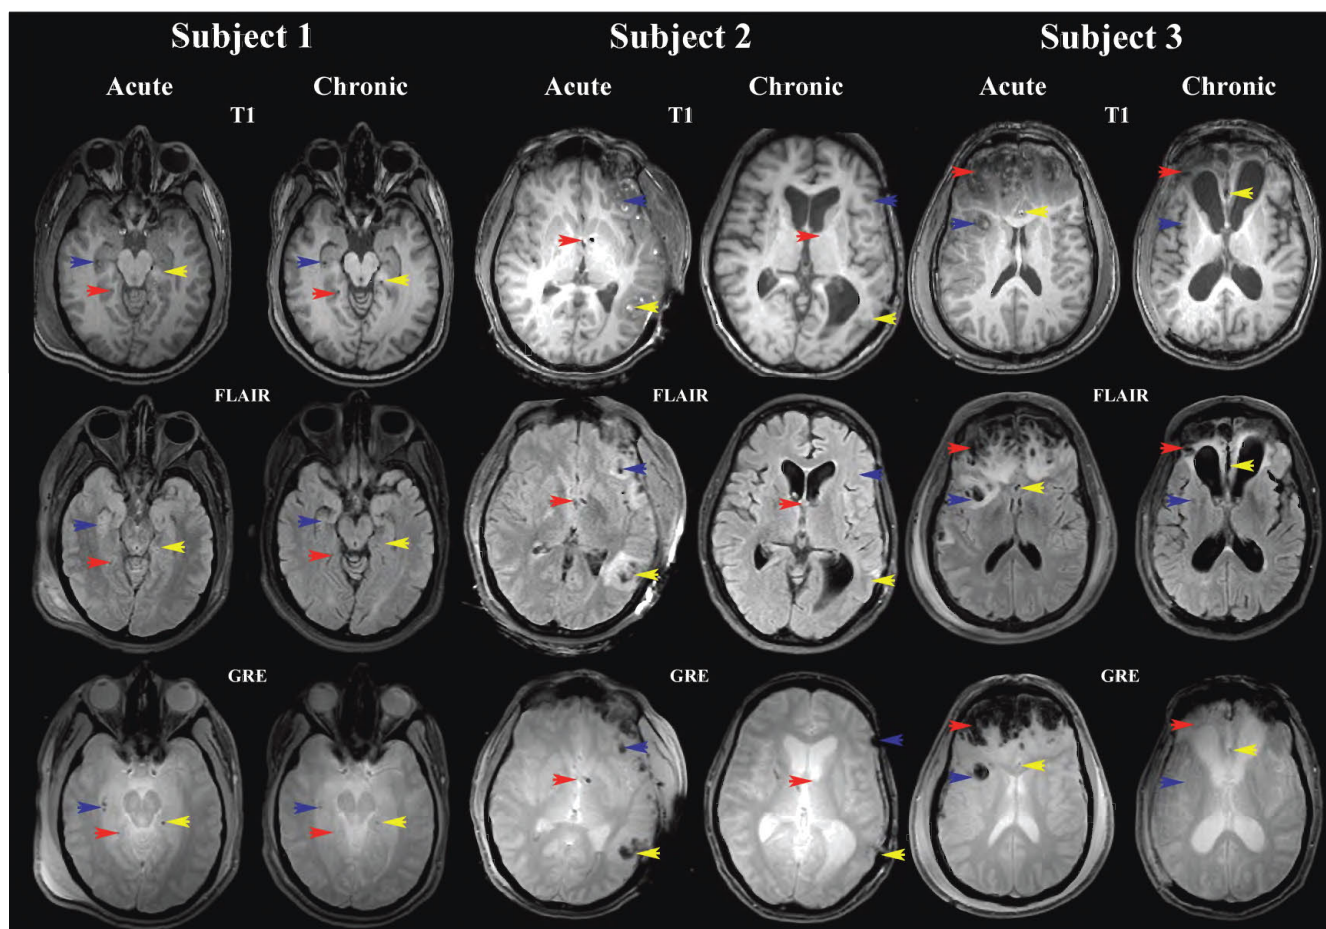 Subject 1 Subject 2 Subject 3
Acute Chronic Acute Chronic Acute Chronic
T1 T1 T1
FLAIR FLAIR FLAIR
GRE GRE GRE